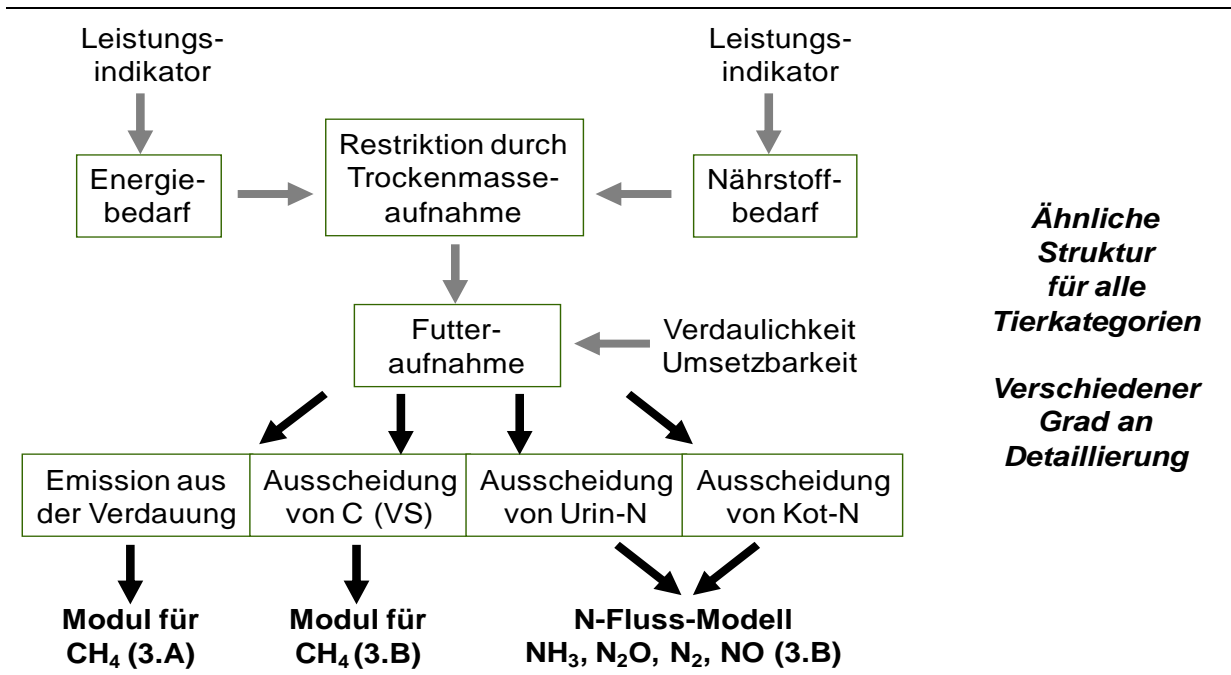 Leistungs-
indikator
Leistungs-
indikator
Energie-
bedarf
Restriktion durch
Trockenmasse-
aufnahme
Nährstoff-
bedarf
Futter-
aufnahme
Verdaulichkeit
Umsetzbarkeit
Ähnliche
Struktur
für alle
Tierkategorien
Verschiedener
Grad an
Detaillierung
Emission aus
der Verdauung
Ausscheidung
von C (VS)
Ausscheidung
von Urin-N
Ausscheidung
von Kot-N
Modul für
CH₄ (3.A)
Modul für
CH₄ (3.B)
N-Fluss-Modell
NH₃, N₂O, N₂, NO (3.B)